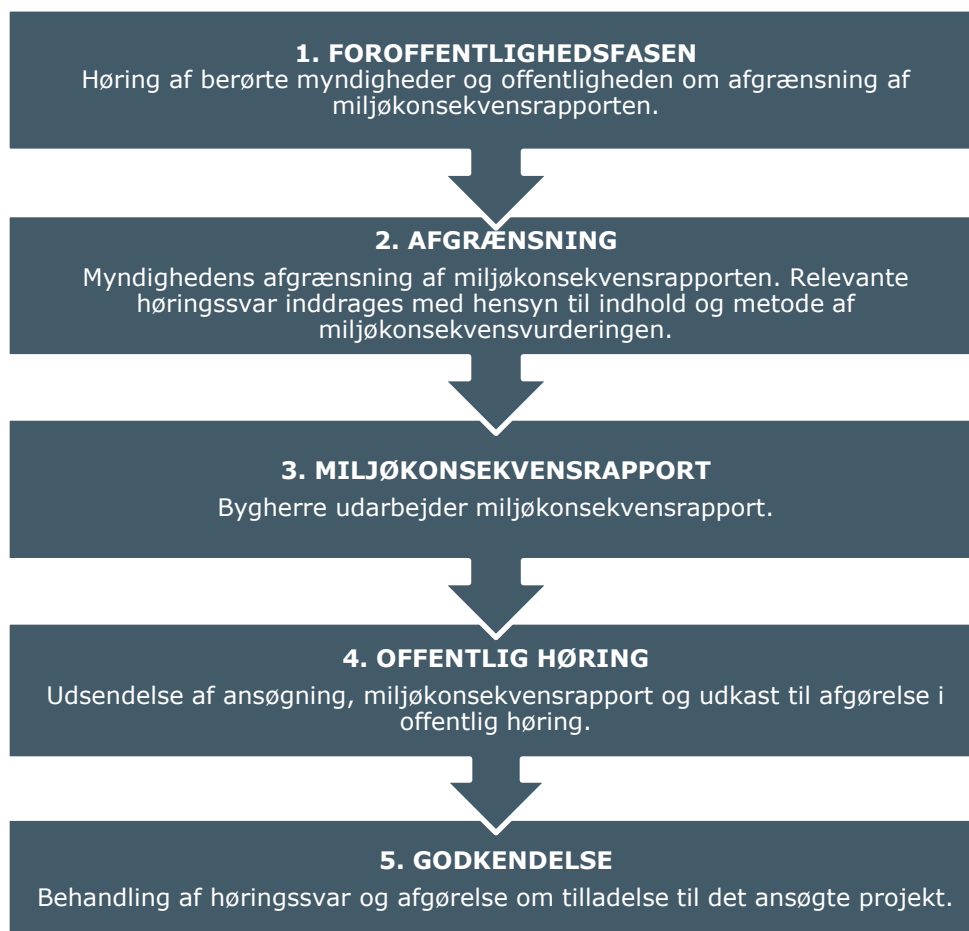 1. FOROFFENTLIGHEDSFASEN
Høring af berørte myndigheder og offentligheden om afgrænsning af
miljøkonsekvensrapporten.
2. AFGRÆNSNING
Myndighedens afgrænsning af miljøkonsekvensrapporten. Relevante
høringssvar inddrages med hensyn til indhold og metode af
miljøkonsekvensvurderingen.
3. MILJØKONSEKVENSRAPPORT
Bygherre udarbejder miljøkonsekvensrapport.
4. OFFENTLIG HØRING
Udsendelse af ansøgning, miljøkonsekvensrapport og udkast til afgørelse i
offentlig høring.
5. GODKENDELSE
Behandling af høringssvar og afgørelse om tilladelse til det ansøgte projekt.